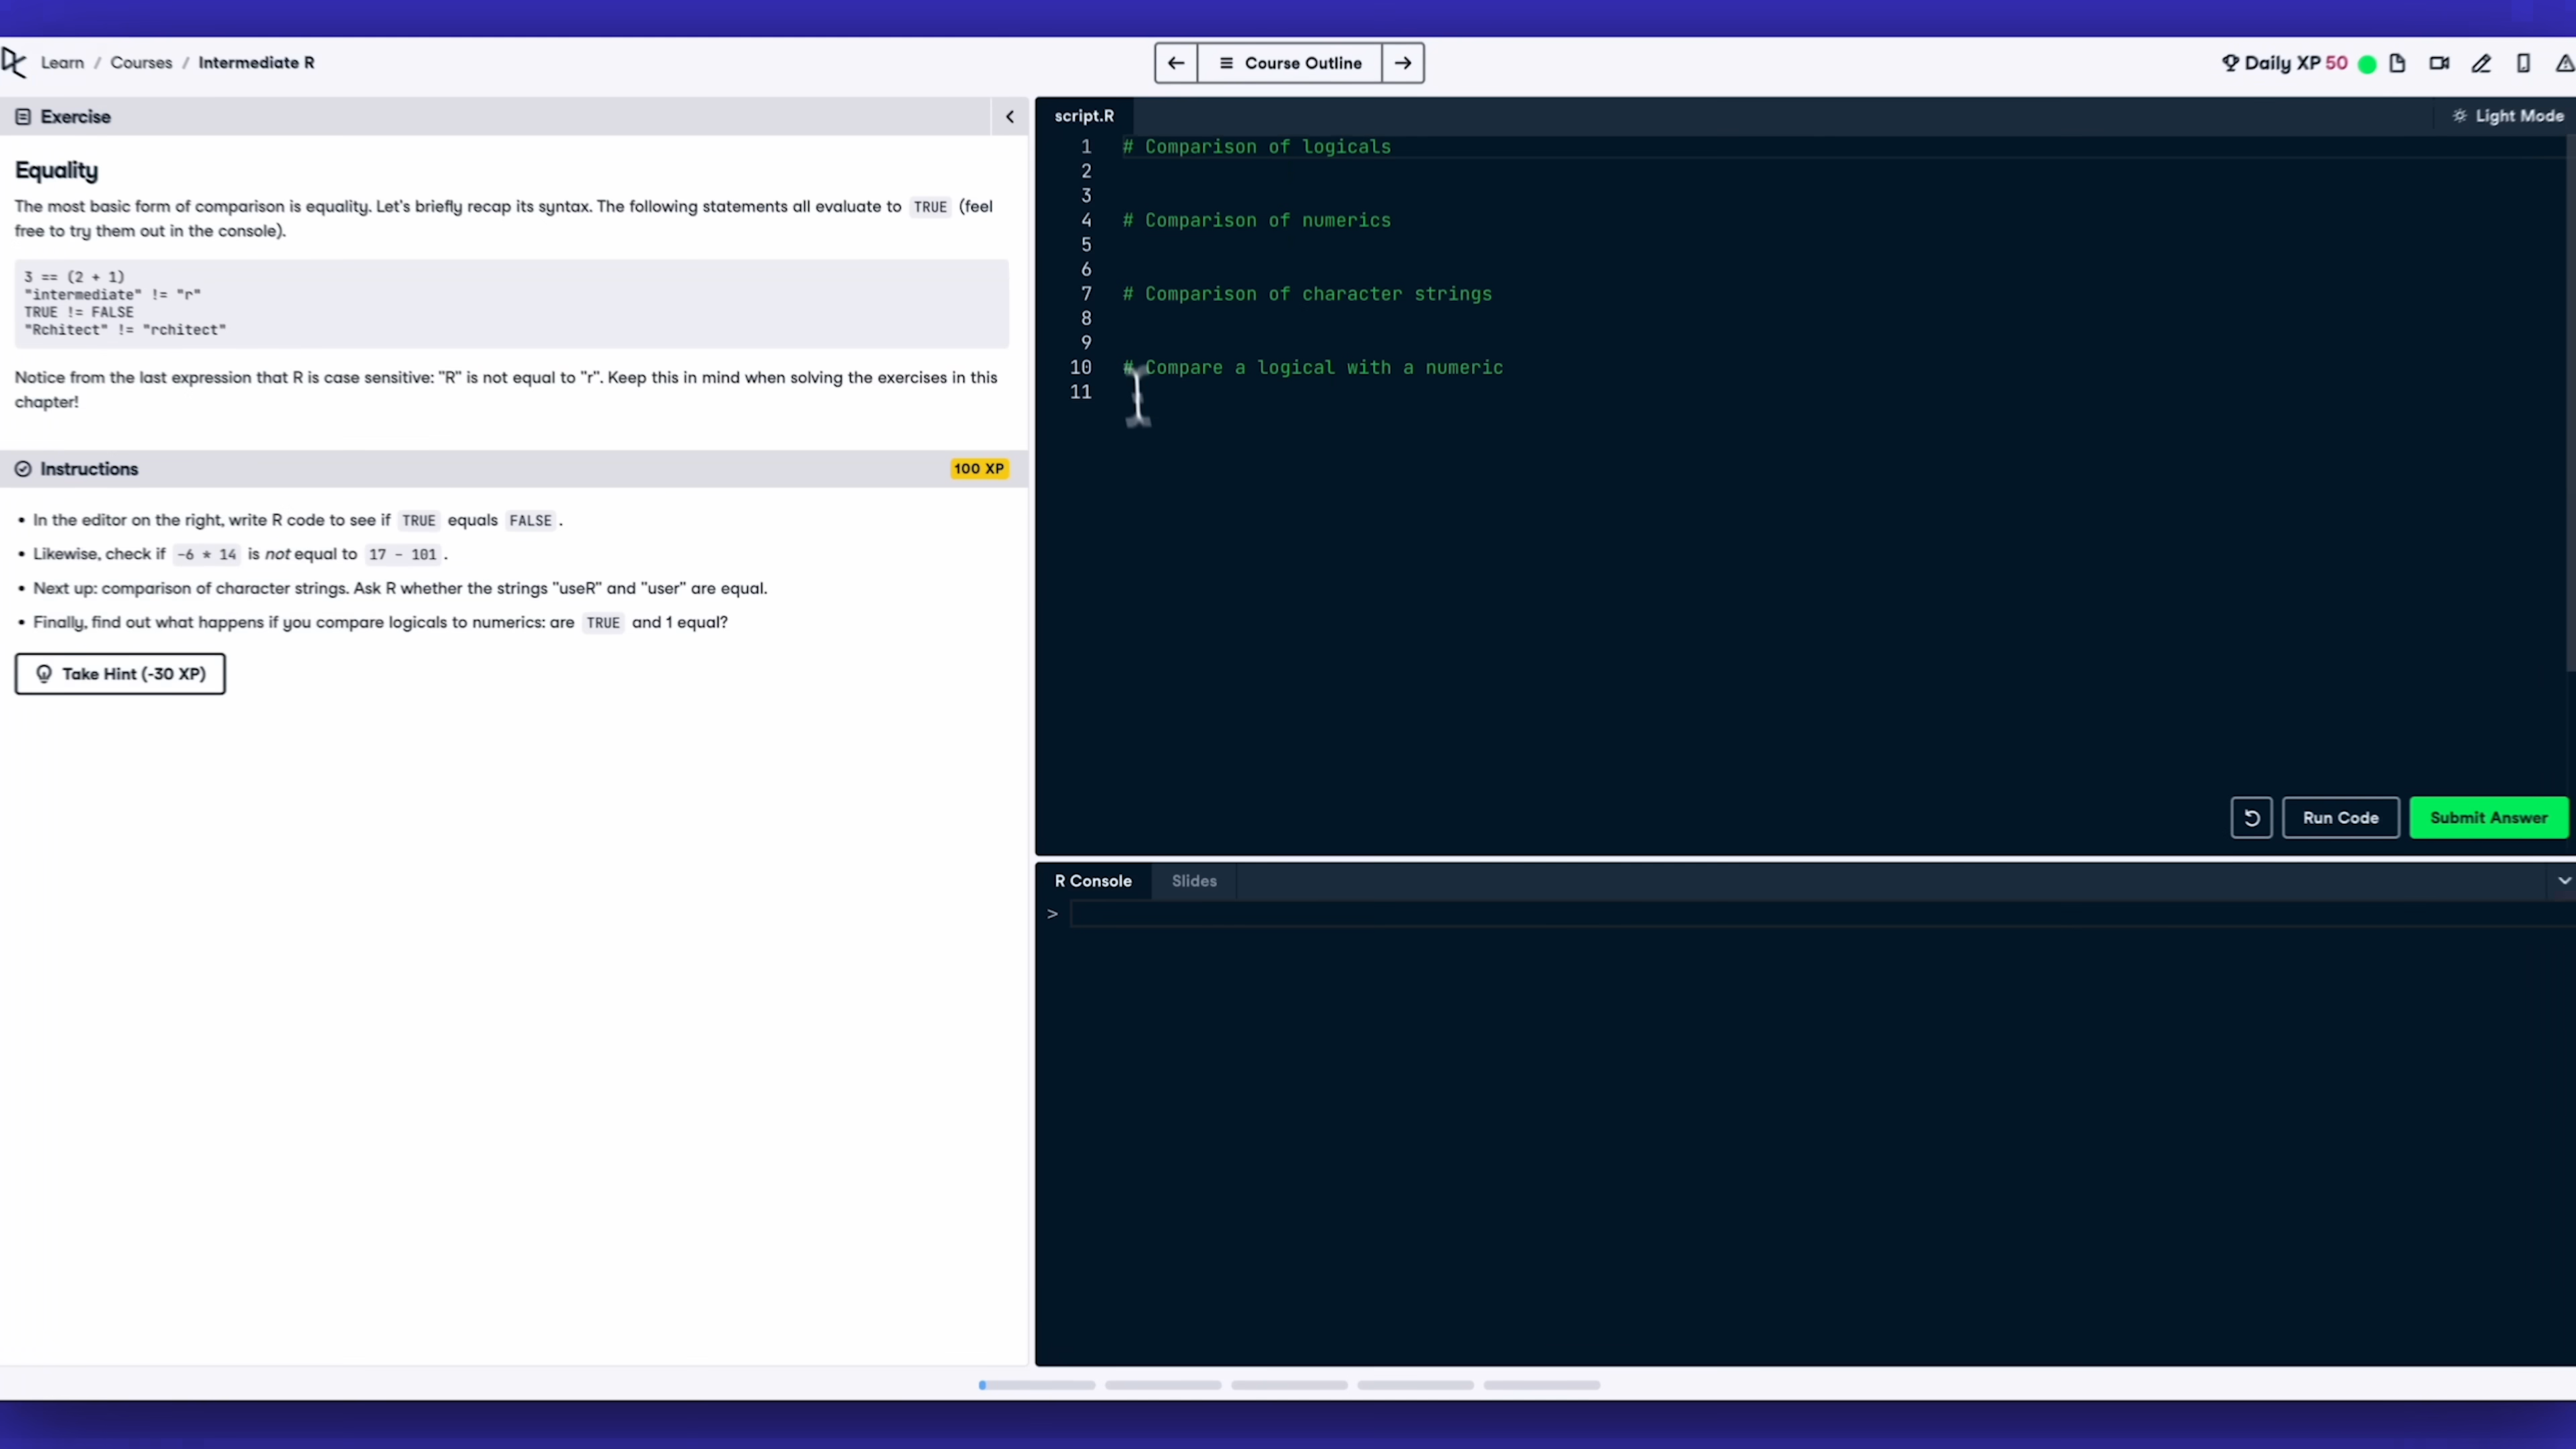 Learn / Courses / Intermediate R
Course Outline
Daily XP 50
Exercise
Equality
The most basic form of comparison is equality. Let's briefly recap its syntax. The following statements all evaluate to TRUE (feel
free to try them out in the console).
3 == (2 + 1)
"intermediate" != "r"
TRUE != FALSE
"Rchitect" != "rchitect"
Notice from the last expression that R is case sensitive: "R" is not equal to "r". Keep this in mind when solving the exercises in this
chapter!
Instructions
100 XP
• In the editor on the right, write R code to see if TRUE equals FALSE.
• Likewise, check if -6 * 14 is not equal to 17 - 101.
• Next up: comparison of character strings. Ask R whether the strings "useR" and "user" are equal.
• Finally, find out what happens if you compare logicals to numerics: are TRUE and 1 equal?
Take Hint (-30 XP)
script.R
Light Mode
1 # Comparison of logicals
2
3
4 # Comparison of numerics
5
6
7 # Comparison of character strings
8
9
10 # Compare a logical with a numeric
11
Run Code
Submit Answer
R Console
Slides
>